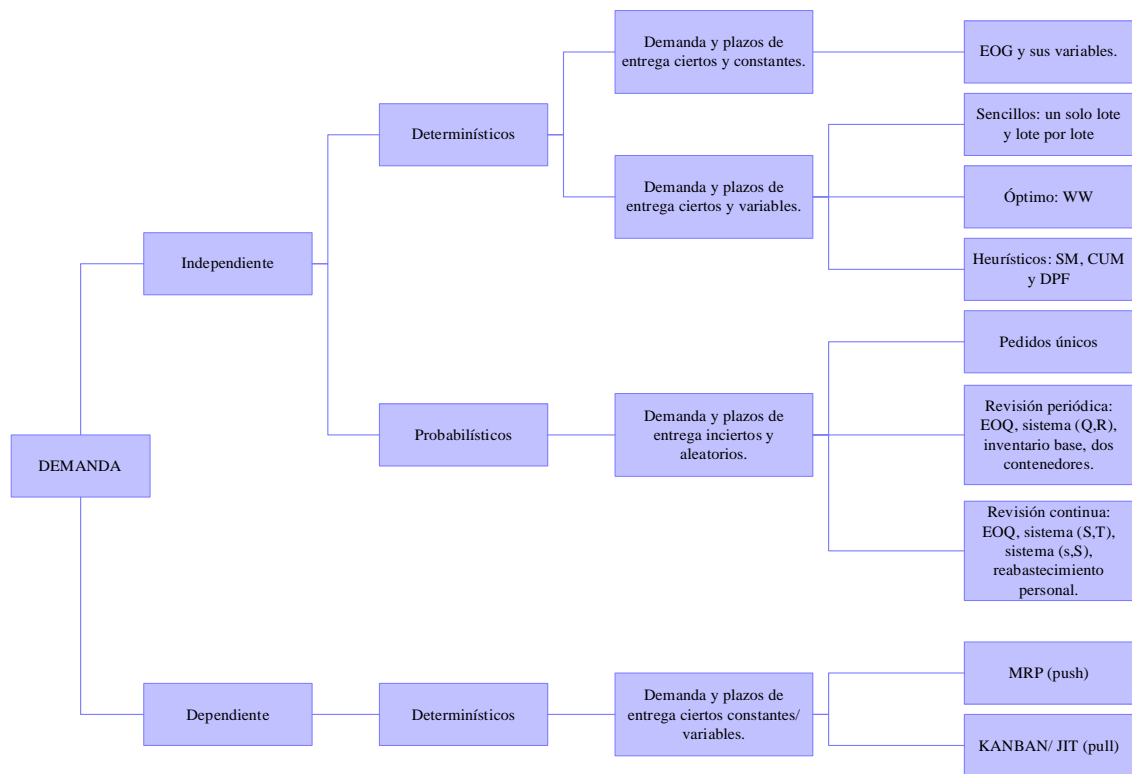 DEMANDA
Independiente
Determinísticos
Demanda y plazos de
entrega ciertos y constantes.
EOG y sus variables.
Demanda y plazos de
entrega ciertos y variables.
Sencillos: un solo lote
y lote por lote
Óptimo: WW
Heurísticos: SM, CUM
y DPF
Probabilísticos
Demanda y plazos de
entrega inciertos y
aleatorios.
Pedidos únicos
Revisión periódica:
EOQ, sistema (Q,R),
inventario base, dos
contenedores.
Revisión continua:
EOQ, sistema (S,T),
sistema (s,S),
reabastecimiento
personal.
Dependiente
Determinísticos
Demanda y plazos de
entrega ciertos constantes/
variables.
MRP (push)
KANBAN/ JIT (pull)